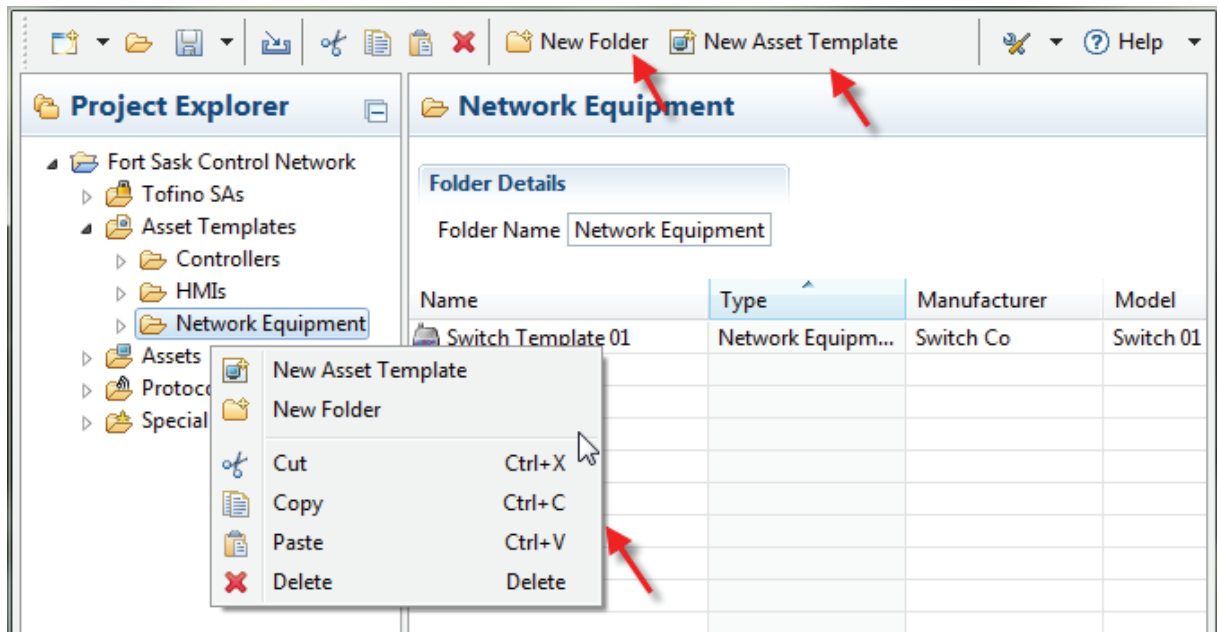 New Folder New Asset Template Help
Project Explorer
Network Equipment
Fort Sask Control Network
Tofino SAs
Asset Templates
Controllers
HMIs
Network Equipment
Assets
Protoco
Special
Folder Details
Folder Name Network Equipment
Name Type Manufacturer Model
Switch Template 01 Network Equipm... Switch Co Switch 01
New Asset Template
New Folder
Cut Ctrl+X
Copy Ctrl+C
Paste Ctrl+V
Delete Delete